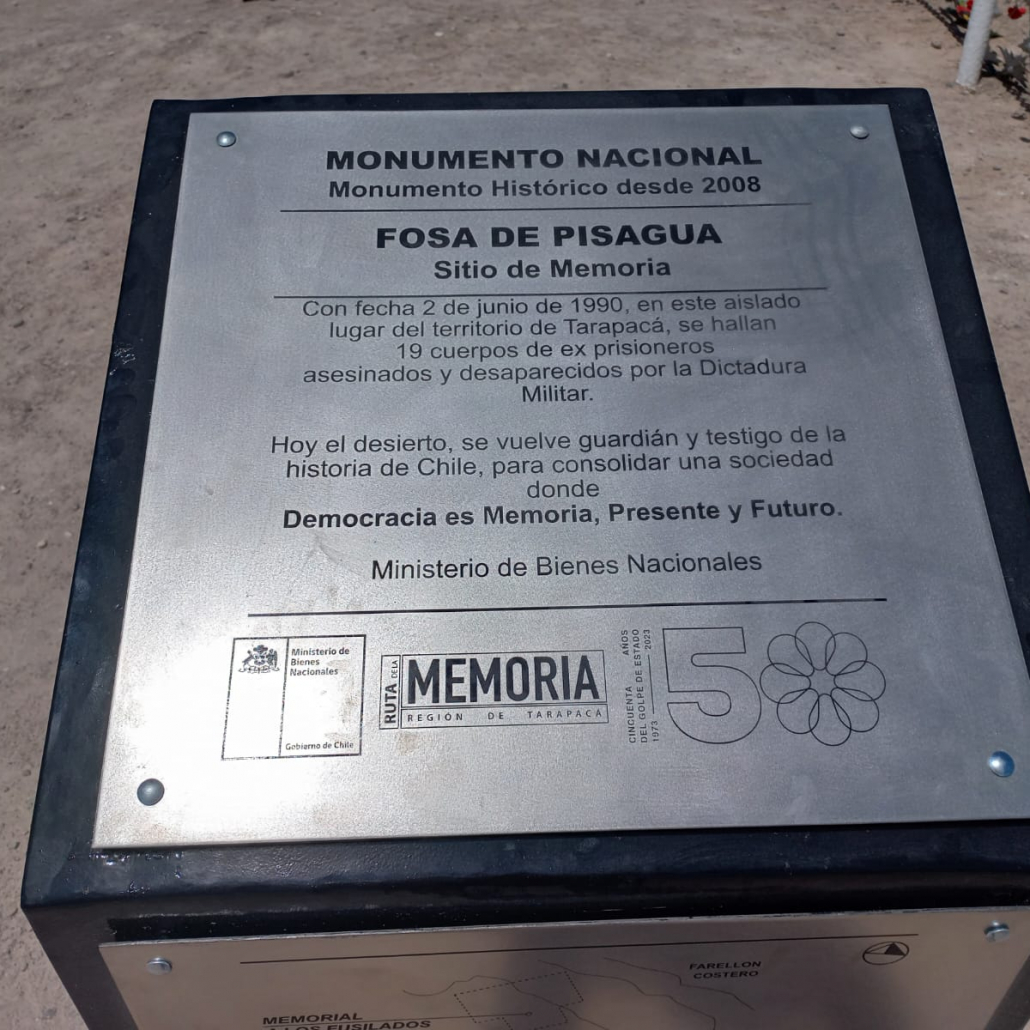 MONUMENTO NACIONAL
Monumento Histórico desde 2008
FOSA DE PISAGUA
Sitio de Memoria
Con fecha 2 de junio de 1990, en este aislado
lugar del territorio de Tarapacá, se hallan
19 cuerpos de ex prisioneros
asesinados y desaparecidos por la Dictadura
Militar.
Hoy el desierto, se vuelve guardián y testigo de la
historia de Chile, para consolidar una sociedad
donde
Democracia es Memoria, Presente y Futuro.
Ministerio de Bienes Nacionales
Ministerio de
Bienes
Nacionales
Gobierno de Chile
RUTA DE LA
MEMORIA
REGIÓN DE TARAPACÁ
CINCUENTA AÑOS
DEL GOLPE DE ESTADO
1973 2023
50
FARELLON
COSTERO
MEMORIAL
A LOS FUSILADOS